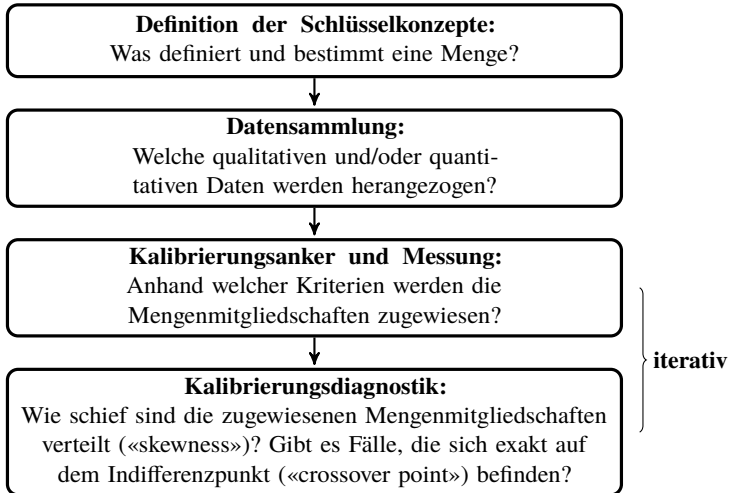 Definition der Schlüsselkonzepte:
Was definiert und bestimmt eine Menge?
Datensammlung:
Welche qualitativen und/oder quanti-
tativen Daten werden herangezogen?
Kalibrierungsanker und Messung:
Anhand welcher Kriterien werden die
Mengenmitgliedschaften zugewiesen?
iterativ
Kalibrierungsdiagnostik:
Wie schief sind die zugewiesenen Mengenmitgliedschaften
verteilt («skewness»)? Gibt es Fälle, die sich exakt auf
dem Indifferenzpunkt («crossover point») befinden?